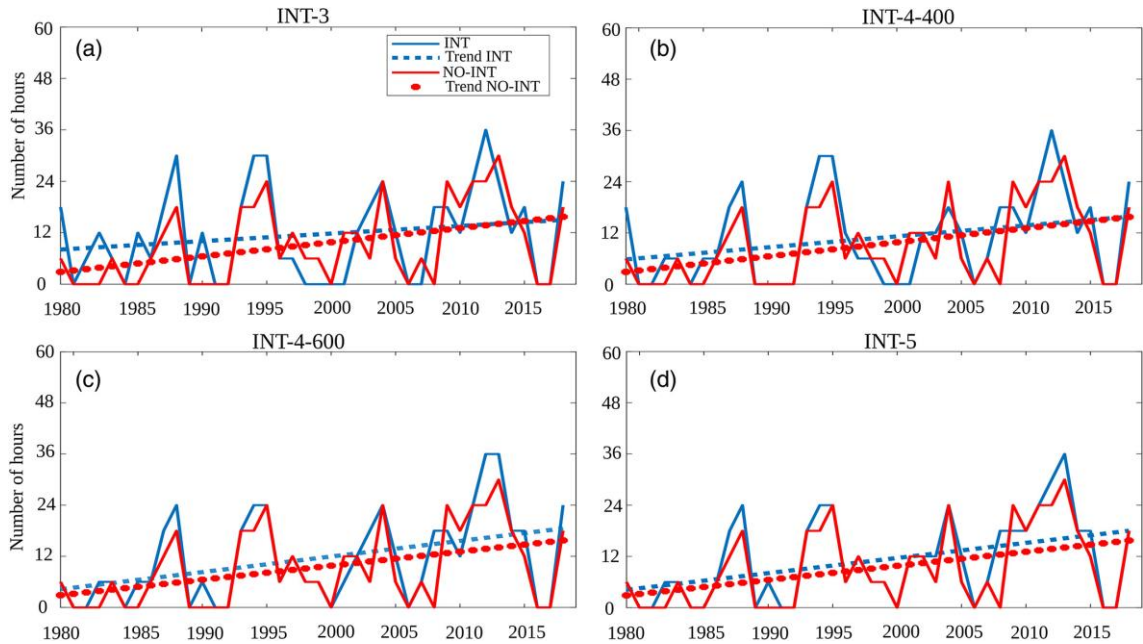 INT-3
(a)
INT
Trend INT
NO-INT
Trend NO-INT
Number of hours
60
48
36
24
12
0
1980 1985 1990 1995 2000 2005 2010 2015
INT-4-400
(b)
60
48
36
24
12
0
1980 1985 1990 1995 2000 2005 2010 2015
INT-4-600
(c)
Number of hours
60
48
36
24
12
0
1980 1985 1990 1995 2000 2005 2010 2015
INT-5
(d)
60
48
36
24
12
0
1980 1985 1990 1995 2000 2005 2010 2015